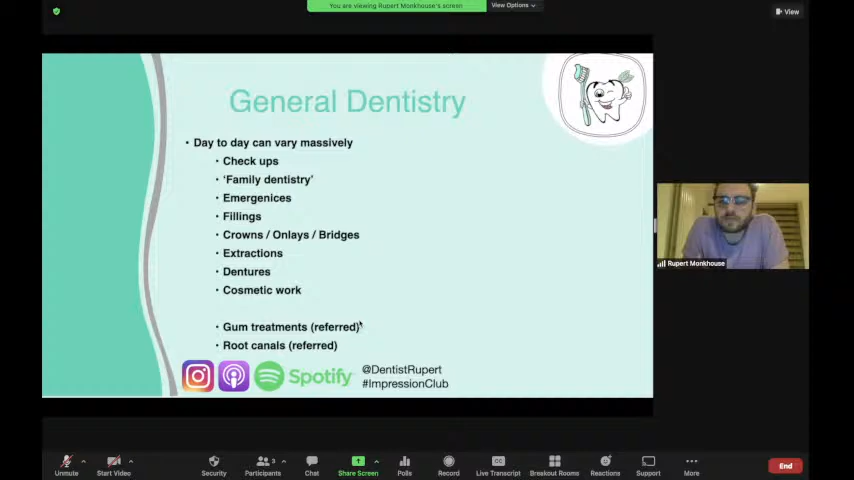 You are viewing Rupert Monkhouse's screen
View Options
View
General Dentistry
• Day to day can vary massively
• Check ups
• 'Family dentistry'
• Emergenices
• Fillings
• Crowns / Onlays / Bridges
• Extractions
• Dentures
• Cosmetic work
• Gum treatments (referred)
• Root canals (referred)
Spotify
@DentistRupert
#ImpressionClub
Rupert Monkhouse
Unmute
Start Video
Security
Participants
3
Chat
Share Screen
Polls
Record
CC
Live Transcript
Breakout Rooms
Reactions
Support
More
End